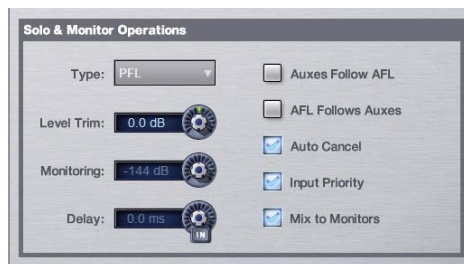 Solo & Monitor Operations
Type: PFL
Auxes Follow AFL
Level Trim: 0.0 dB
AFL Follows Auxes
Auto Cancel
Monitoring: -144 dB
Input Priority
Delay: 0.0 ms
IN
Mix to Monitors